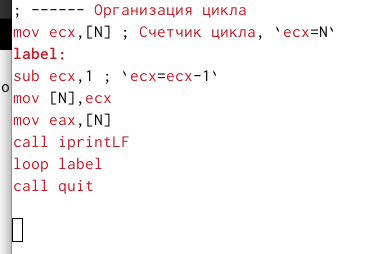 ; ------ Организация цикла
mov ecx,[N] ; Счетчик цикла, `ecx=N`
label:
sub ecx,1 ; `ecx=ecx-1`
mov [N],ecx
mov eax,[N]
call iprintLF
loop label
call quit
о